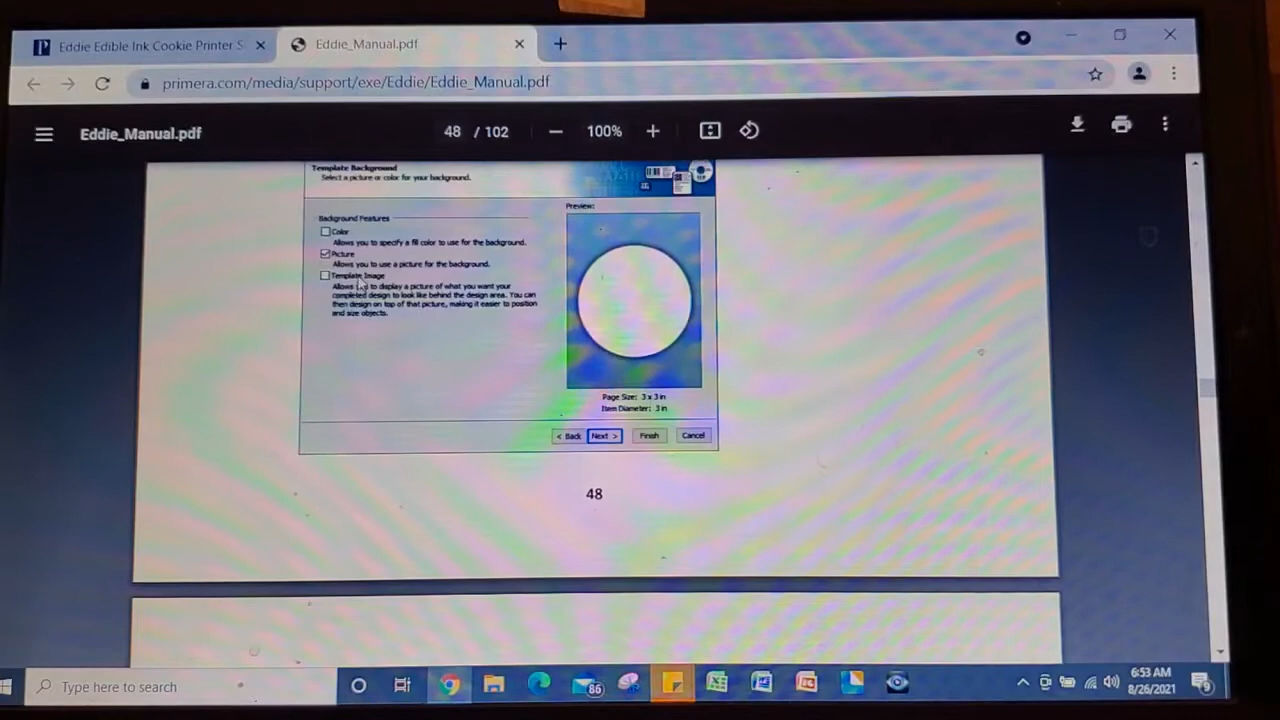 Eddie Edible Ink Cookie Printer S
Eddie_Manual.pdf
primera.com/media/support/exe/Eddie/Eddie_Manual.pdf
Eddie_Manual.pdf
48 / 102
100%
Template Background
Select a picture or color for your background.
Background Features
Color
Allows you to specify a fill color to use for the background.
Picture
Allows you to use a picture for the background.
Template Image
Allows to display a picture of what you want your
completed design to look like behind the design area. You can
then design on top of that picture, making it easier to position
and size objects.
Preview:
Page Size: 3 x 3 in
Item Diameter: 3 in
< Back Next > Finish Cancel
48
Type here to search
86
6:53 AM
8/26/2021
9